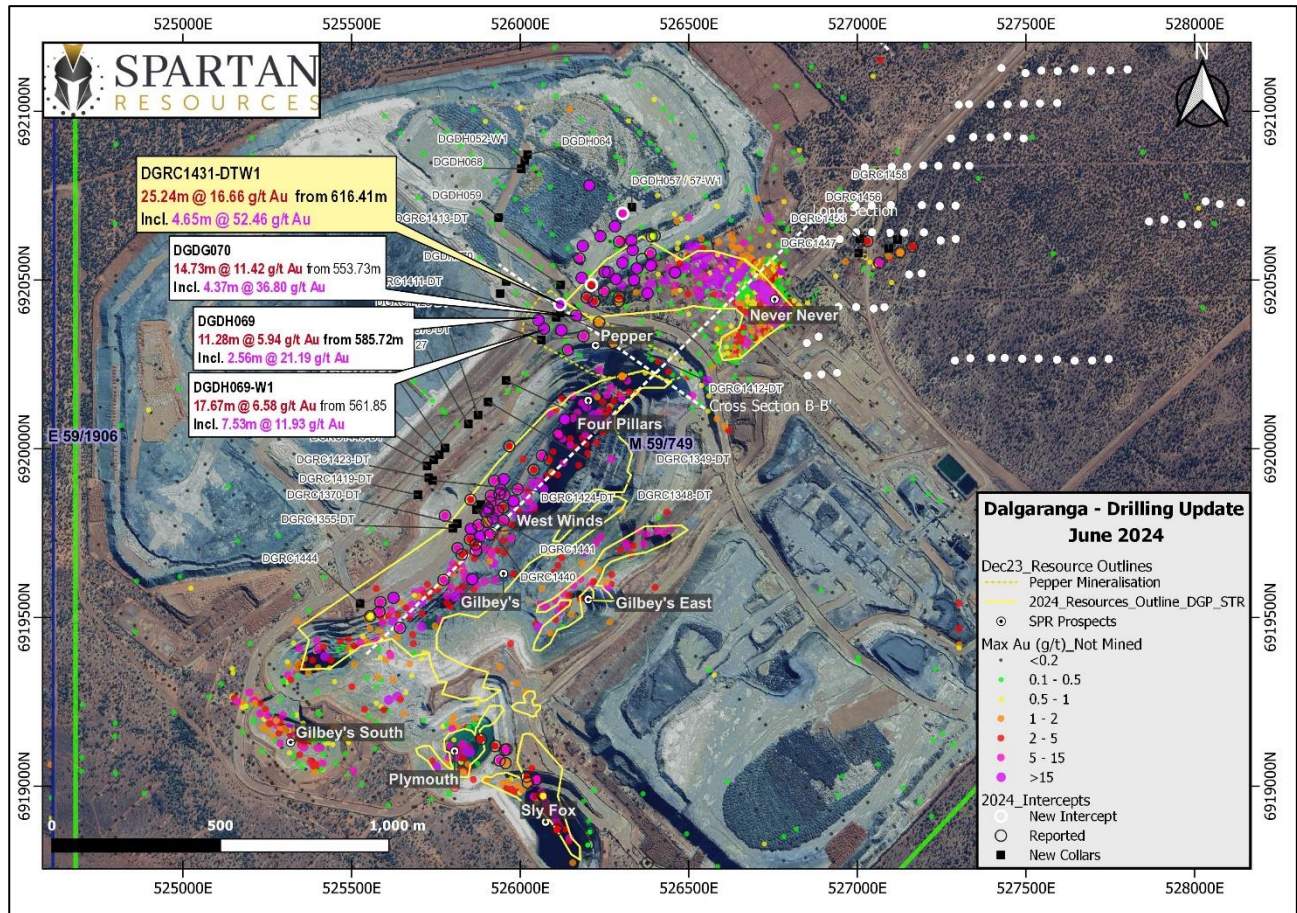 525000E 525500E 526000E 526500E 527000E 527500E 528000E
SPARTAN
RESOURCES
N
6921000N
6921000N
DGDH052-W1
DGDH064
DGDH068
DGDH057 / 57-W1
DGDH059
DGRC1413-DT
DGRC1458
DGRC1456
Long Section
DGRC1447
DGRC1431-DTW1
25.24m @ 16.66 g/t Au from 616.41m
Incl. 4.65m @ 52.46 g/t Au
DGDG070
14.73m @ 11.42 g/t Au from 553.73m
Incl. 4.37m @ 36.80 g/t Au
DGDH069
11.28m @ 5.94 g/t Au from 585.72m
Incl. 2.56m @ 21.19 g/t Au
DGDH069-W1
17.67m @ 6.58 g/t Au from 561.85
Incl. 7.53m @ 11.93 g/t Au
6920500N
6920500N
Never Never
Pepper
DGRC1412-DT
Cross Section B-B'
Four Pillars
E 59/1906
M 59/749
6920000N
6920000N
DGRC1423-DT
DGRC1349-DT
DGRC1419-DT
DGRC1370-DT
DGRC1424-DT
DGRC1348-DT
West Winds
DGRC1355-DT
DGRC1441
DGRC1444
DGRC1440
Gilbey's
Gilbey's East
6919500N
6919500N
Gilbey's South
Plymouth
Sly Fox
6919000N
6919000N
0 500 1,000 m
Dalgaranga - Drilling Update
June 2024
Dec23_Resource Outlines
Pepper Mineralisation
2024_Resources_Outline_DGP_STR
SPR Prospects
Max Au (g/t)_Not Mined
<0.2
0.1 - 0.5
0.5 - 1
1 - 2
2 - 5
5 - 15
>15
2024_Intercepts
New Intercept
Reported
New Collars
525000E 525500E 526000E 526500E 527000E 527500E 528000E